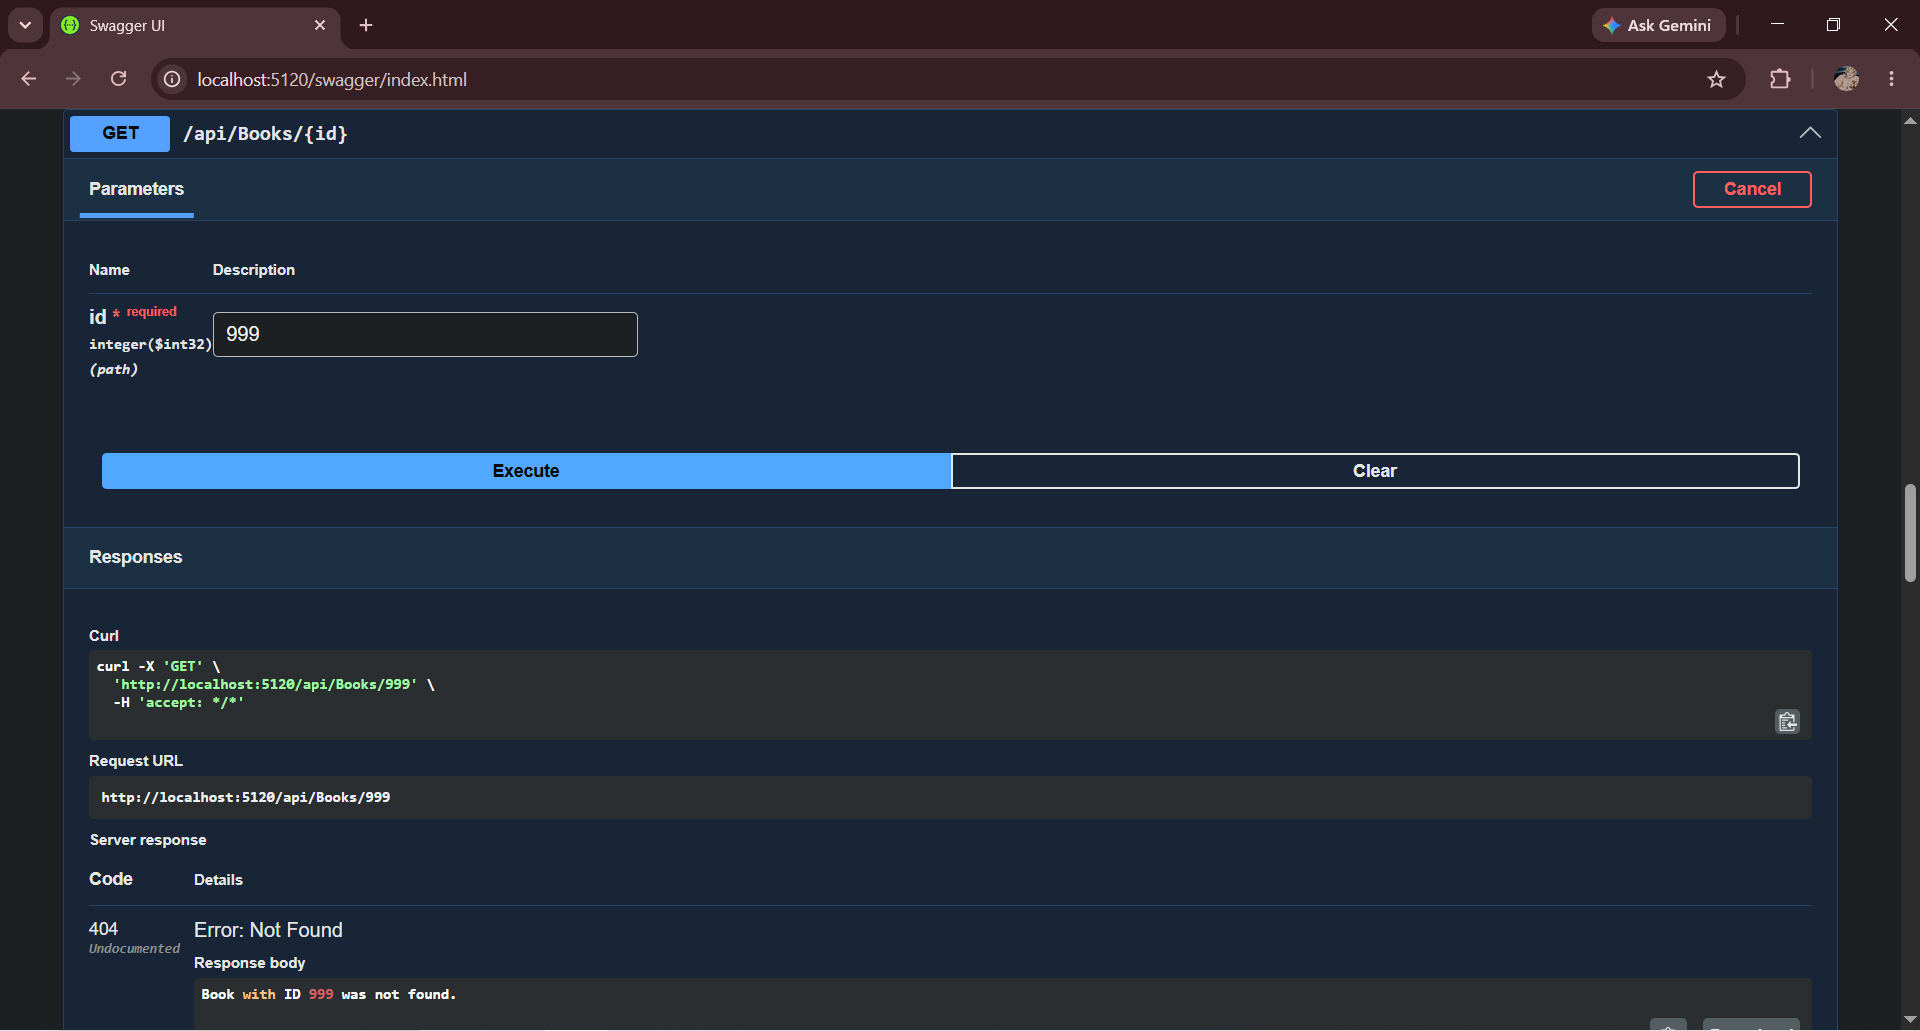 Swagger UI
Ask Gemini
localhost:5120/swagger/index.html
GET /api/Books/{id}
Parameters
Cancel
Name Description
id * required
integer($int32)
(path)
999
Execute
Clear
Responses
Curl
curl -X 'GET' \
'http://localhost:5120/api/Books/999' \
-H 'accept: */*'
Request URL
http://localhost:5120/api/Books/999
Server response
Code Details
404
Undocumented
Error: Not Found
Response body
Book with ID 999 was not found.